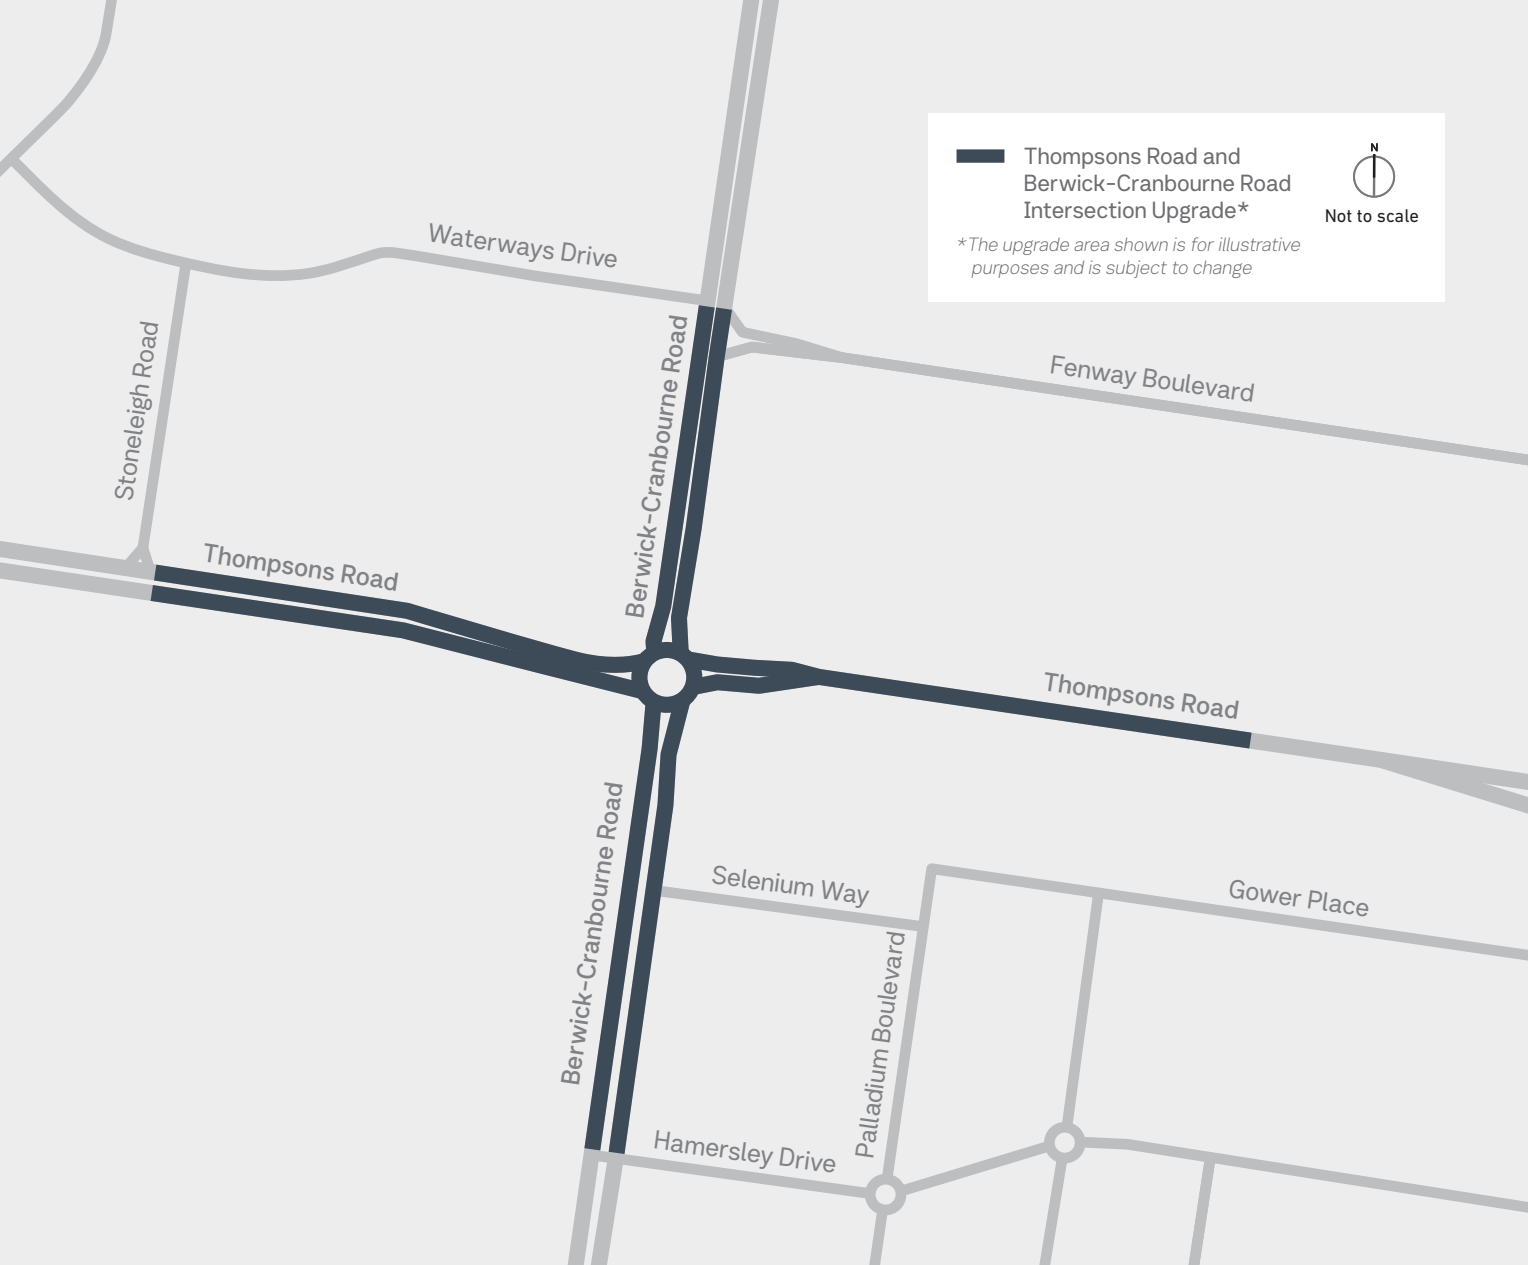 Thompsons Road and
Berwick-Cranbourne Road
Intersection Upgrade*
*The upgrade area shown is for illustrative
purposes and is subject to change
N
Not to scale
Waterways Drive
Stoneleigh Road
Berwick-Cranbourne Road
Fenway Boulevard
Thompsons Road
Thompsons Road
Berwick-Cranbourne Road
Selenium Way
Gower Place
Palladium Boulevard
Hamersley Drive